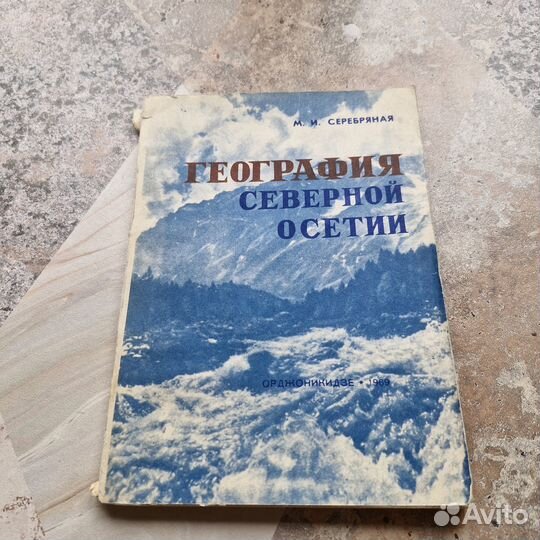 М. И. СЕРЕБРЯНАЯ
ГЕОГРАФИЯ
СЕВЕРНОЙ
ОСЕТИИ
ОРДЖОНИКИДЗЕ • 1969
Avito